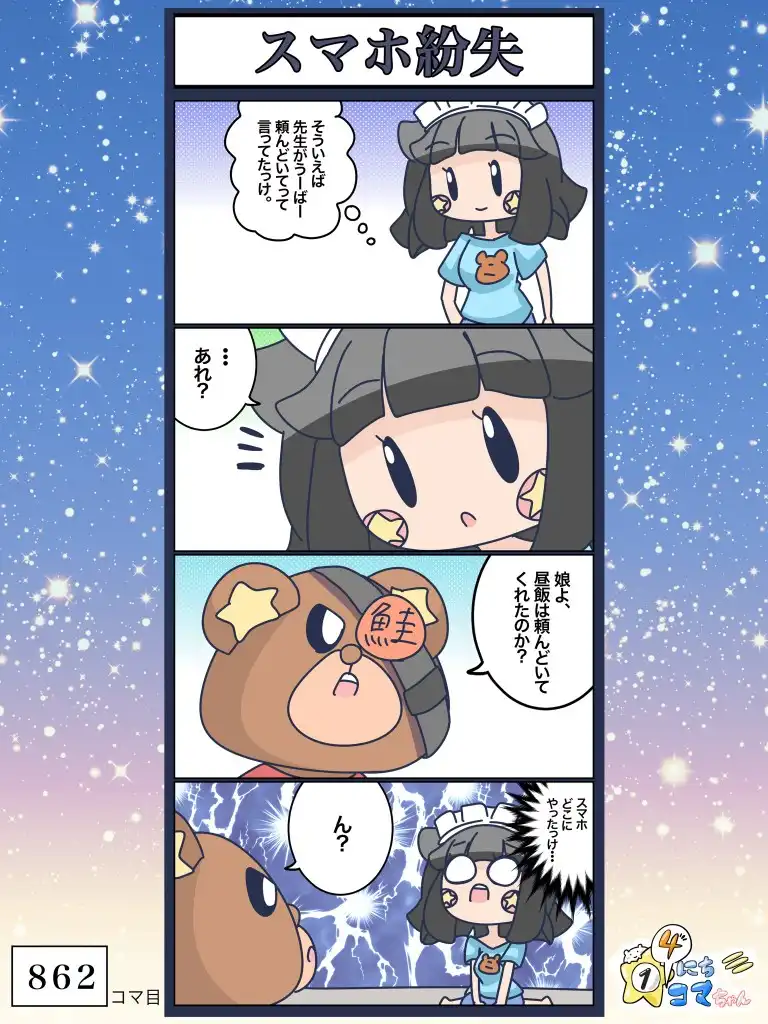 スマホ紛失
そういえば
先生がうーばー
頼んどいてって
言ってたっけ。
…
あれ？
娘よ、
昼飯は頼んどいて
くれたのか？
鮭
スマホ
どこに
やったっけ…
ん？
862
コマ目
1
4
にち
コマちゃん